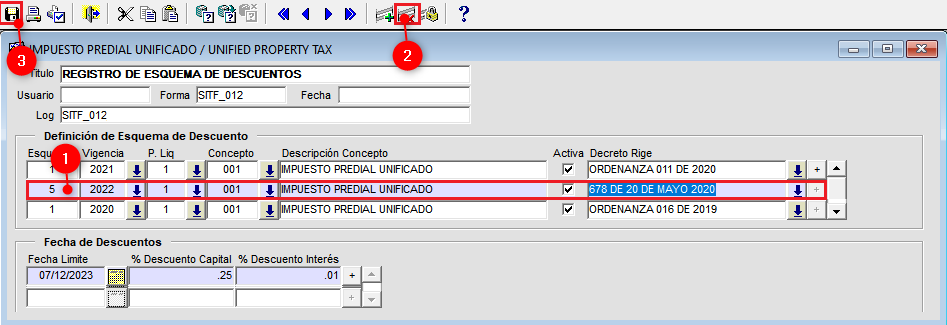 ?
2
3
IMPUESTO PREDIAL UNIFICADO / UNIFIED PROPERTY TAX
Titulo REGISTRO DE ESQUEMA DE DESCUENTOS
Usuario Forma SITF_012 Fecha
Log SITF_012
Definición de Esquema de Descuento
Esqu Vigencia P. Liq Concepto Descripción Concepto Activa Decreto Rige
1
1 2021 1 001 IMPUESTO PREDIAL UNIFICADO ORDENANZA 011 DE 2020 +
5 2022 1 001 IMPUESTO PREDIAL UNIFICADO 678 DE 20 DE MAYO 2020 +
1 2020 1 001 IMPUESTO PREDIAL UNIFICADO ORDENANZA 016 DE 2019 +
Fecha de Descuentos
Fecha Limite % Descuento Capital % Descuento Interés
07/12/2023 .25 .01 +
+